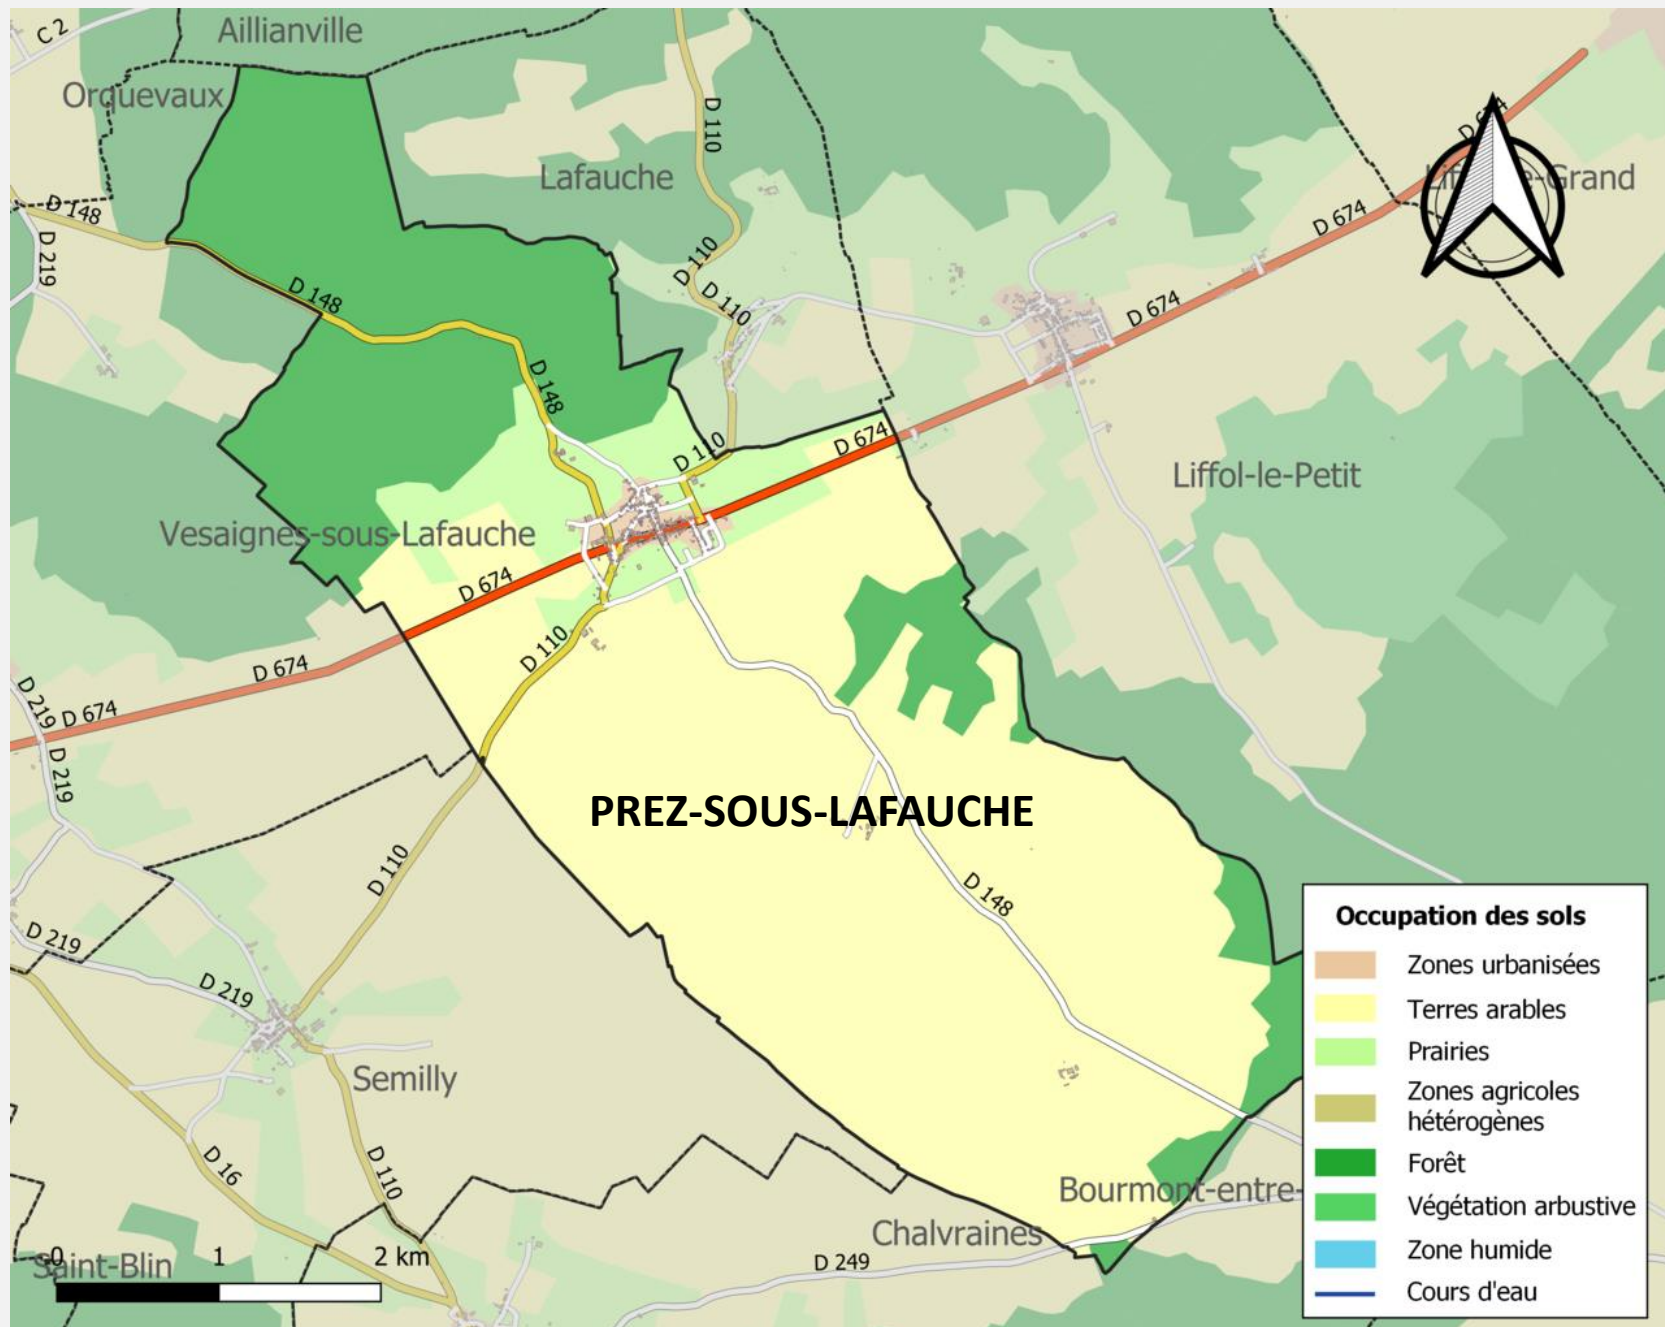 C 2
Aillianville
Orquevaux
D 110
D 674
Lafauche
Grand
D 148
D 674
D 219
D 110
D 148
D 110
D 674
D 148
D 110
D 674
Liffol-le-Petit
Vesaignes-sous-Lafauche
D 674
D 110
D 674
D 219
D 674
D 219
PREZ-SOUS-LAFAUCHE
D 110
D 148
D 219
D 219
Semilly
D 16
D 110
Bourmont-entre-
Chalvraines
D 249
Saint-Blin
0 1 2 km
Occupation des sols
Zones urbanisées
Terres arables
Prairies
Zones agricoles
hétérogènes
Forêt
Végétation arbustive
Zone humide
Cours d'eau